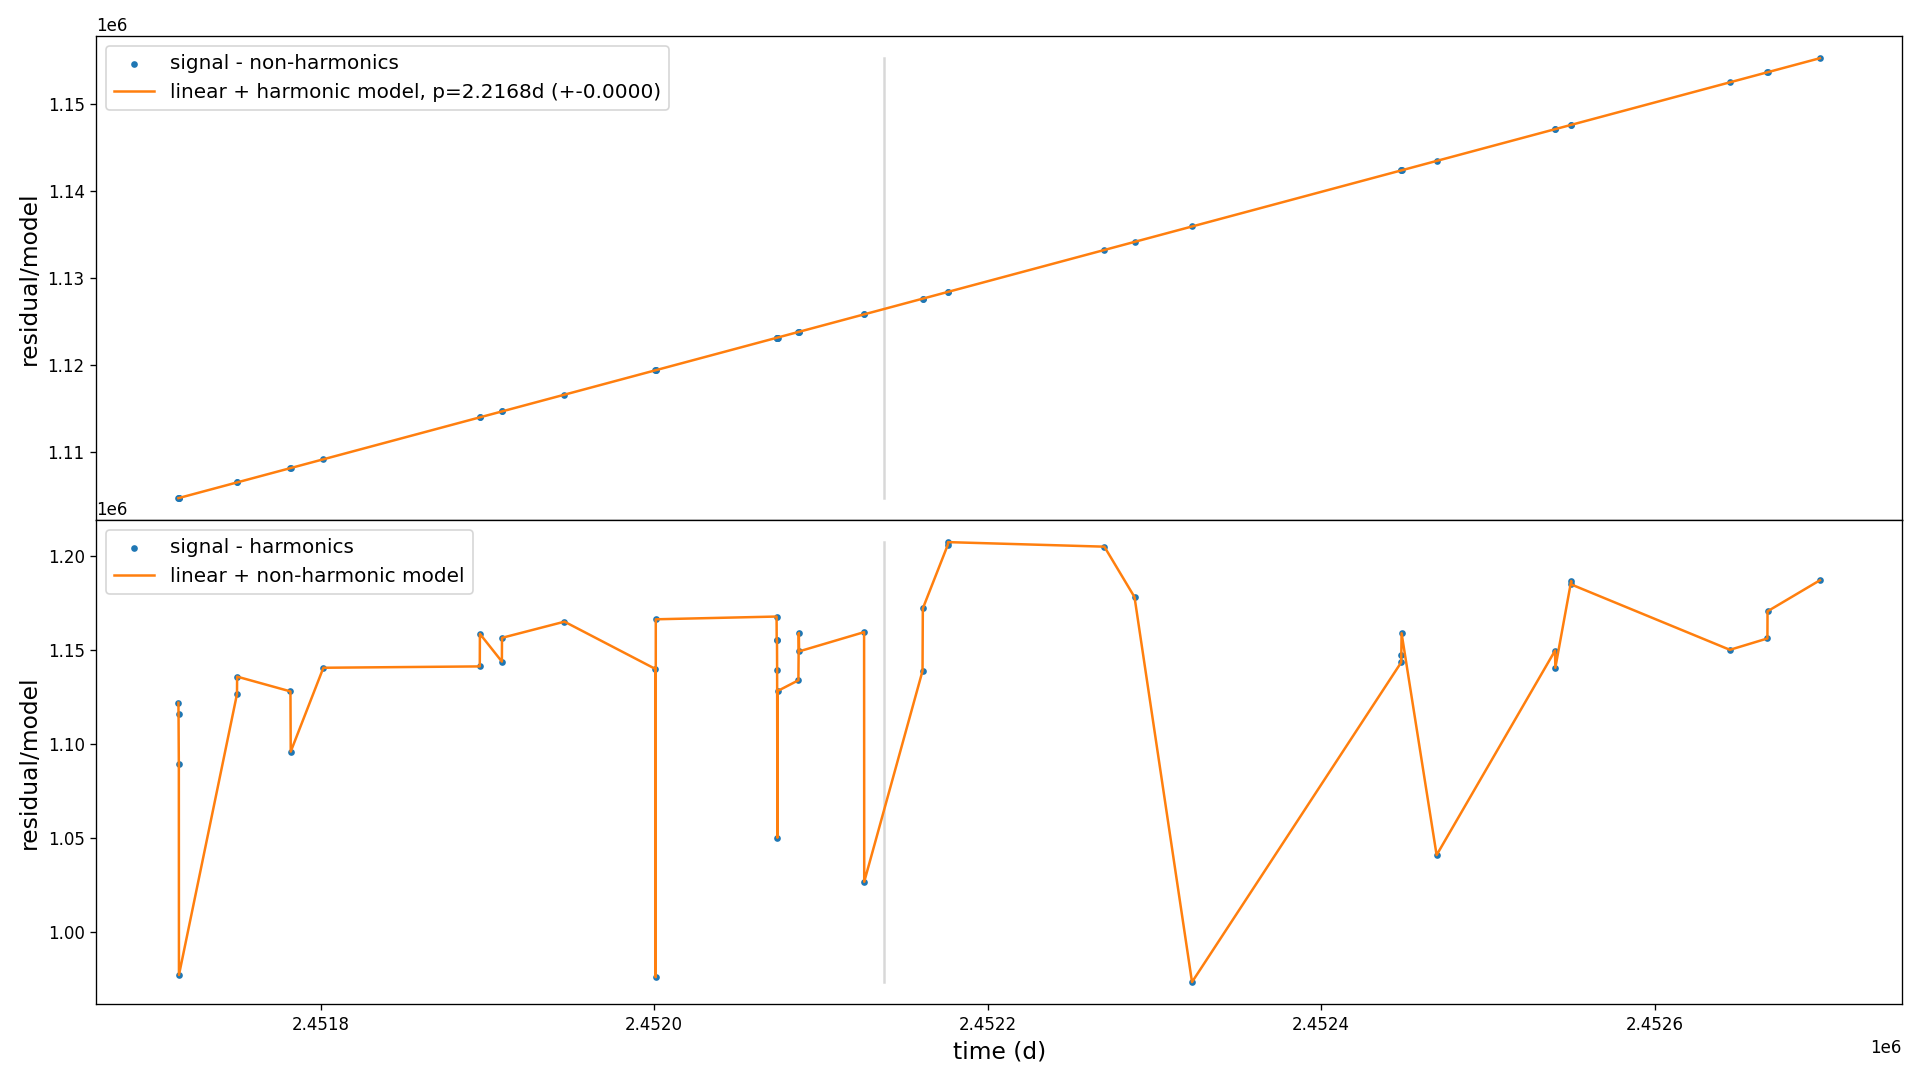 1e6
signal - non-harmonics
linear + harmonic model, p=2.2168d (+-0.0000)
1.15
1.14
1.13
1.12
1.11
residual/model
1e6
signal - harmonics
linear + non-harmonic model
1.20
1.15
1.10
1.05
1.00
residual/model
2.4518
2.4520
2.4522
2.4524
2.4526
time (d)
1e6